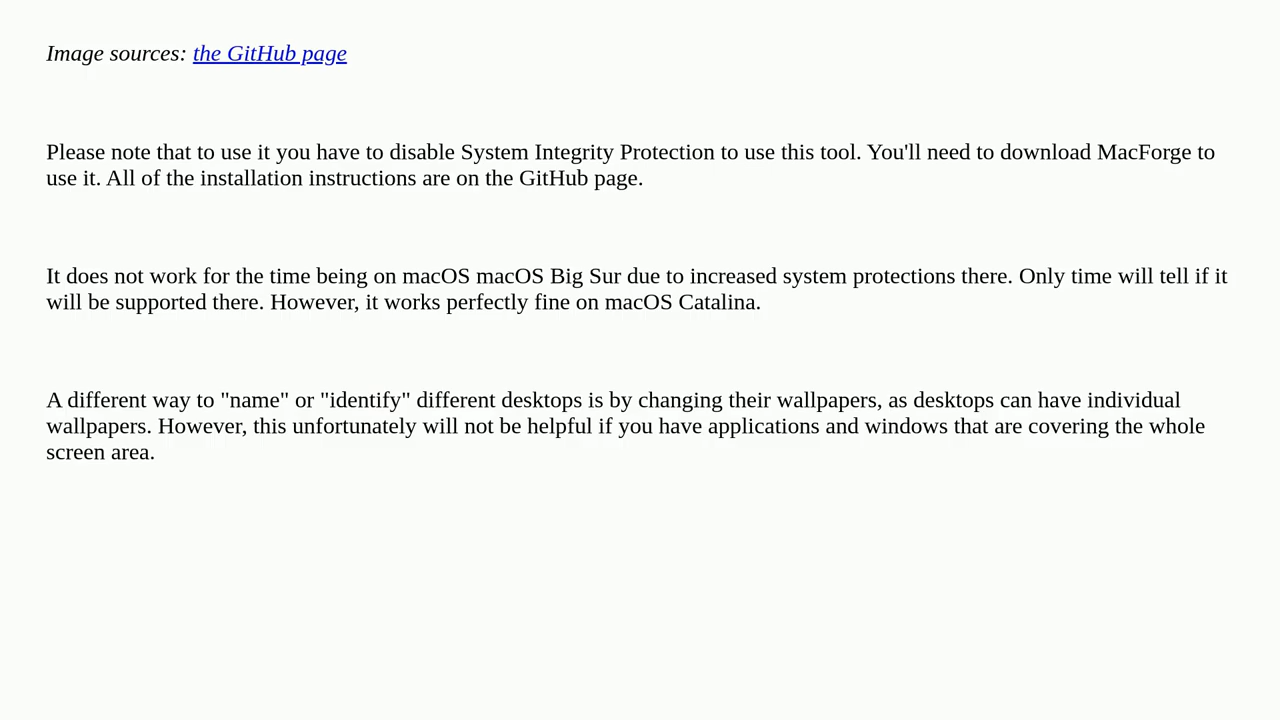 Image sources: the GitHub page
Please note that to use it you have to disable System Integrity Protection to use this tool. You'll need to download MacForge to
use it. All of the installation instructions are on the GitHub page.
It does not work for the time being on macOS macOS Big Sur due to increased system protections there. Only time will tell if it
will be supported there. However, it works perfectly fine on macOS Catalina.
A different way to "name" or "identify" different desktops is by changing their wallpapers, as desktops can have individual
wallpapers. However, this unfortunately will not be helpful if you have applications and windows that are covering the whole
screen area.